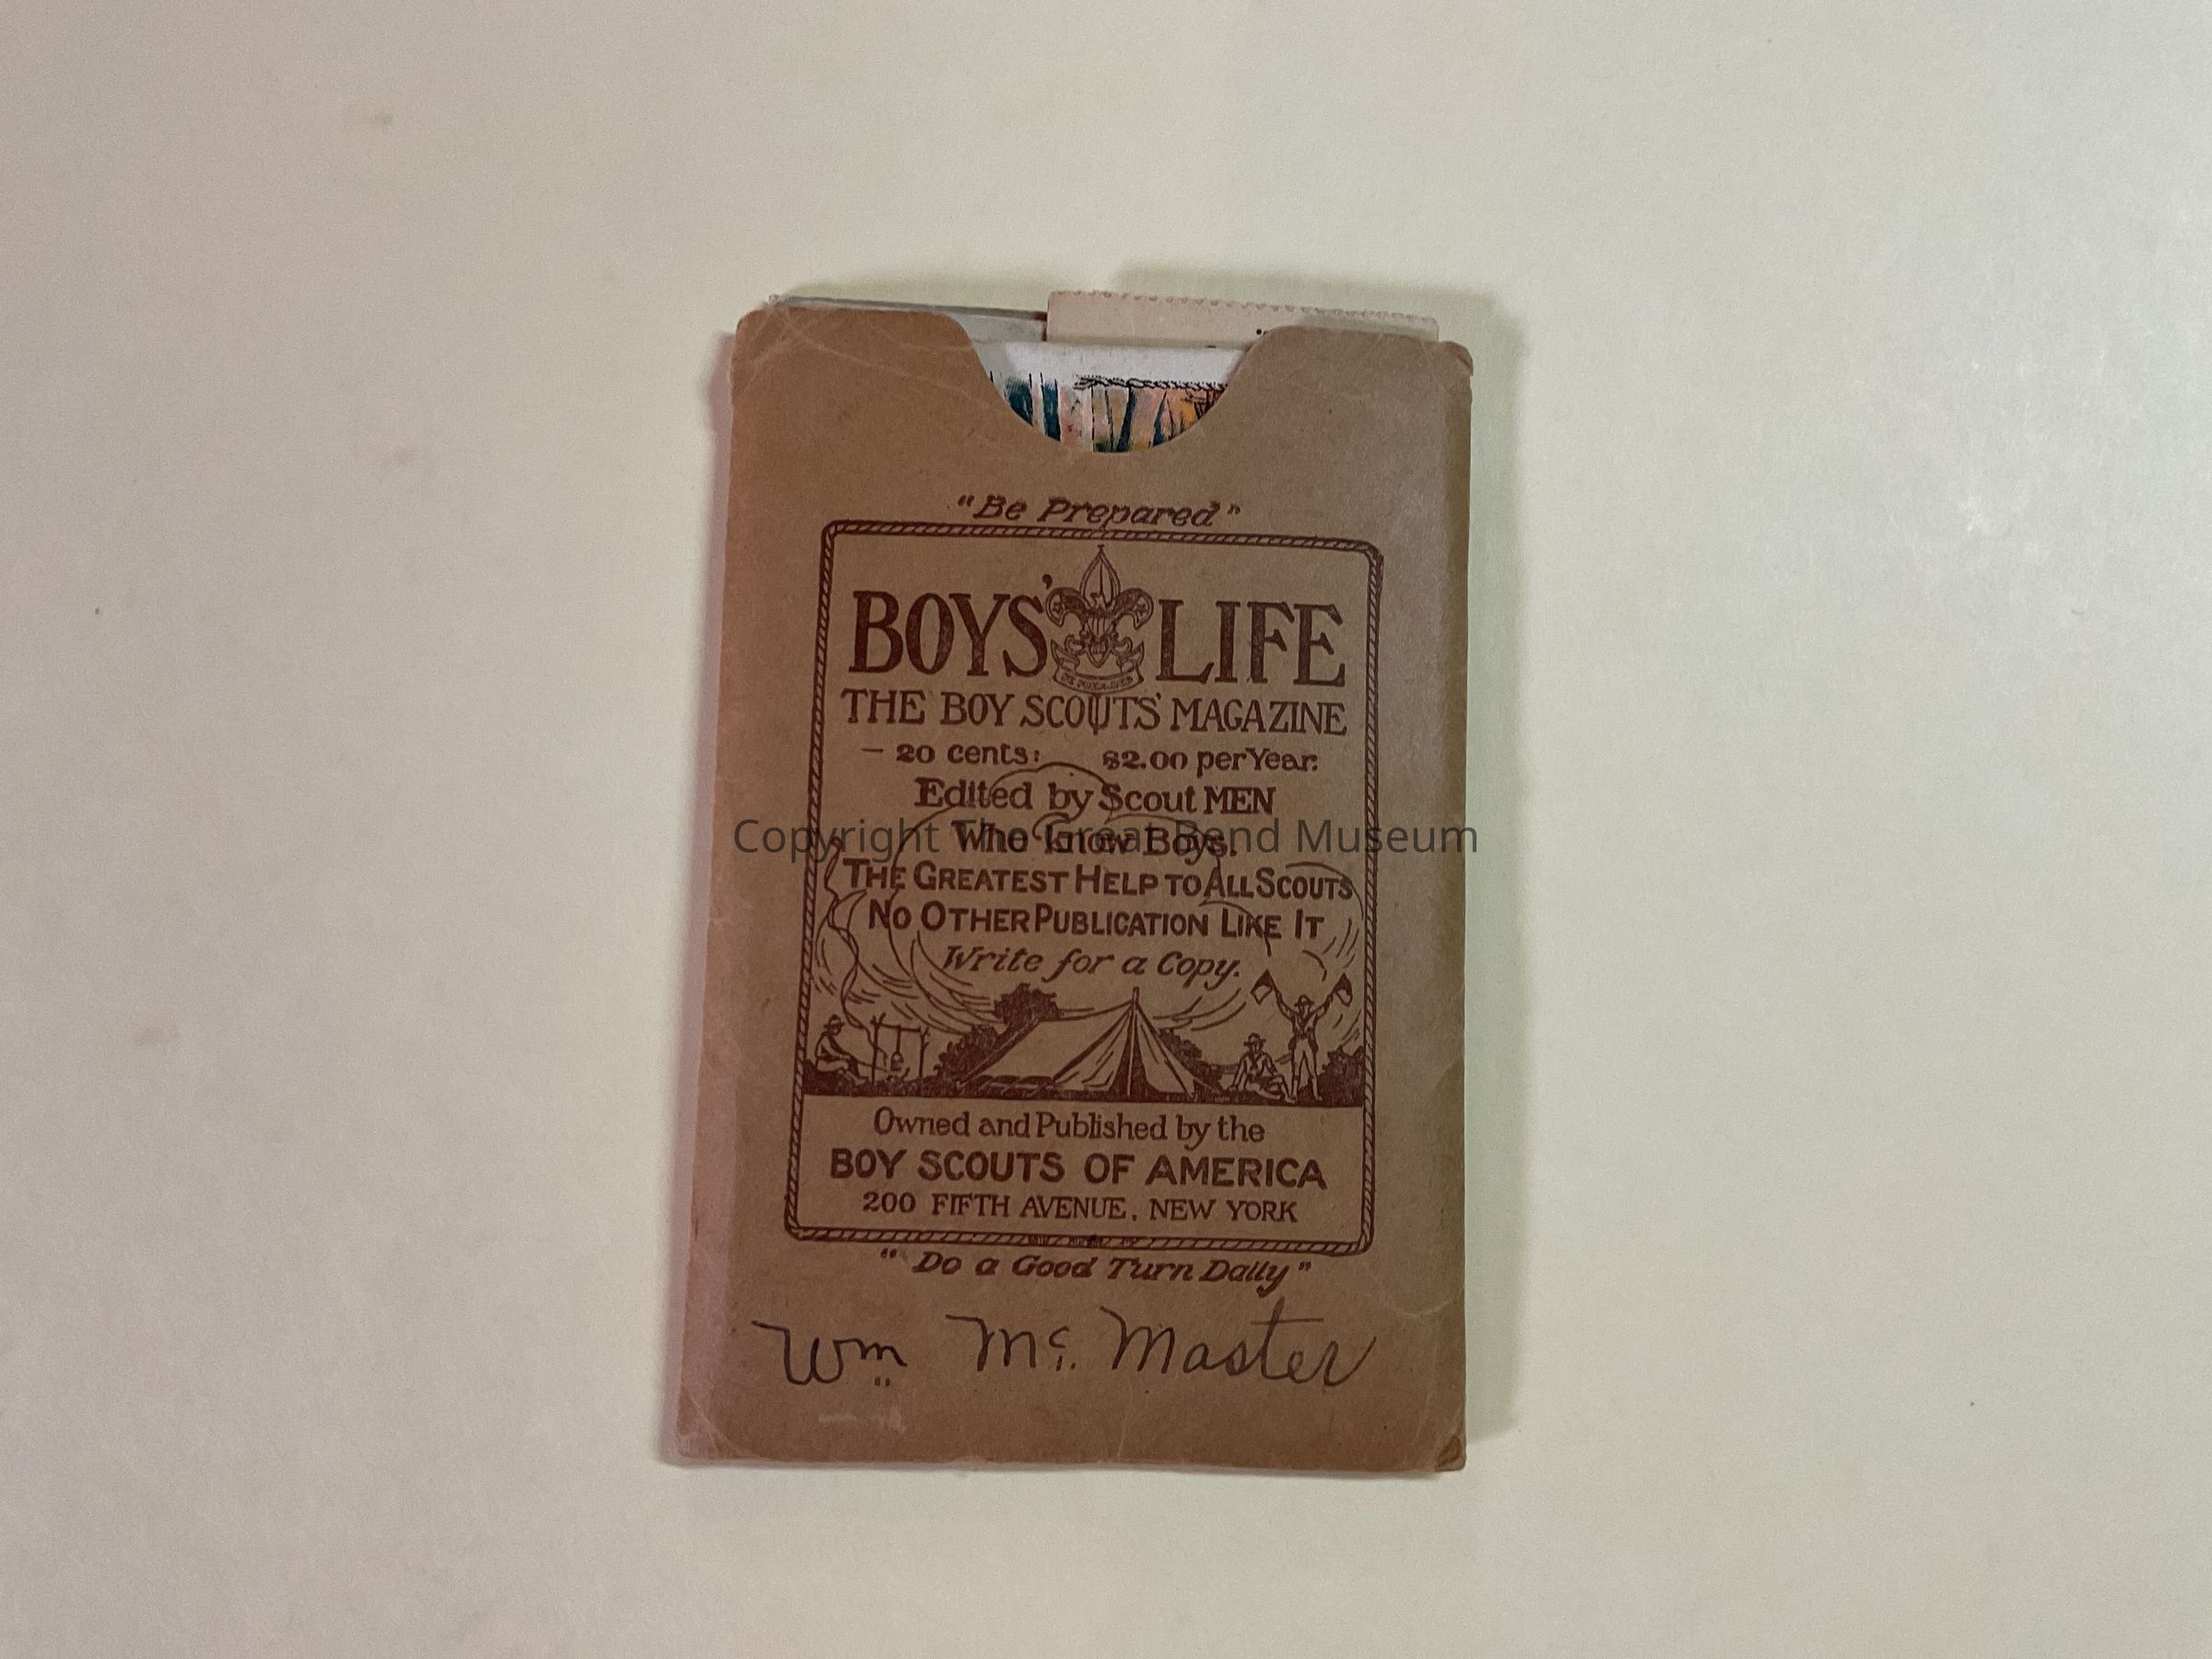 "Be Prepared"
BOYS' LIFE
THE BOY SCOUTS' MAGAZINE
— 20 cents: $2.00 per Year.
Edited by Scout MEN
Who know Boys.
Copyright The Great Bend Museum
THE GREATEST HELP TO ALL SCOUTS
NO OTHER PUBLICATION LIKE IT
Write for a Copy.
Owned and Published by the
BOY SCOUTS OF AMERICA
200 FIFTH AVENUE, NEW YORK
"Do a Good Turn Daily"
Wm Mc. Master